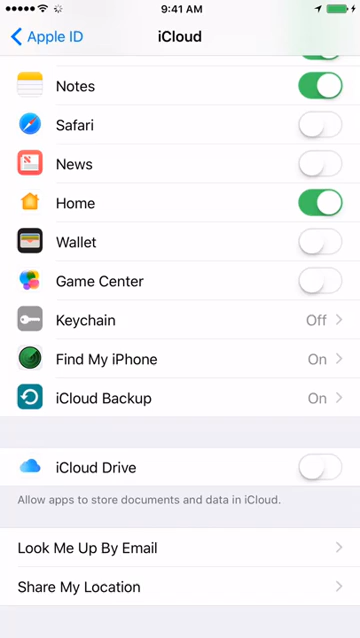 9:41 AM
Apple ID
iCloud
Notes
Safari
News
Home
Wallet
Game Center
Keychain Off
Find My iPhone On
iCloud Backup On
iCloud Drive
Allow apps to store documents and data in iCloud.
Look Me Up By Email
Share My Location